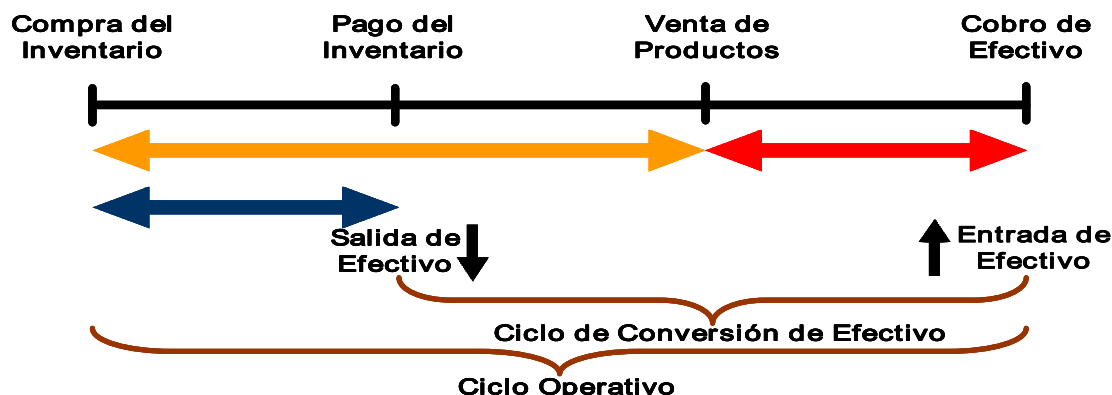 Compra del
Inventario
Pago del
Inventario
Venta de
Productos
Cobro de
Efectivo
Salida de
Efectivo
Entrada de
Efectivo
Ciclo de Conversión de Efectivo
Ciclo Operativo